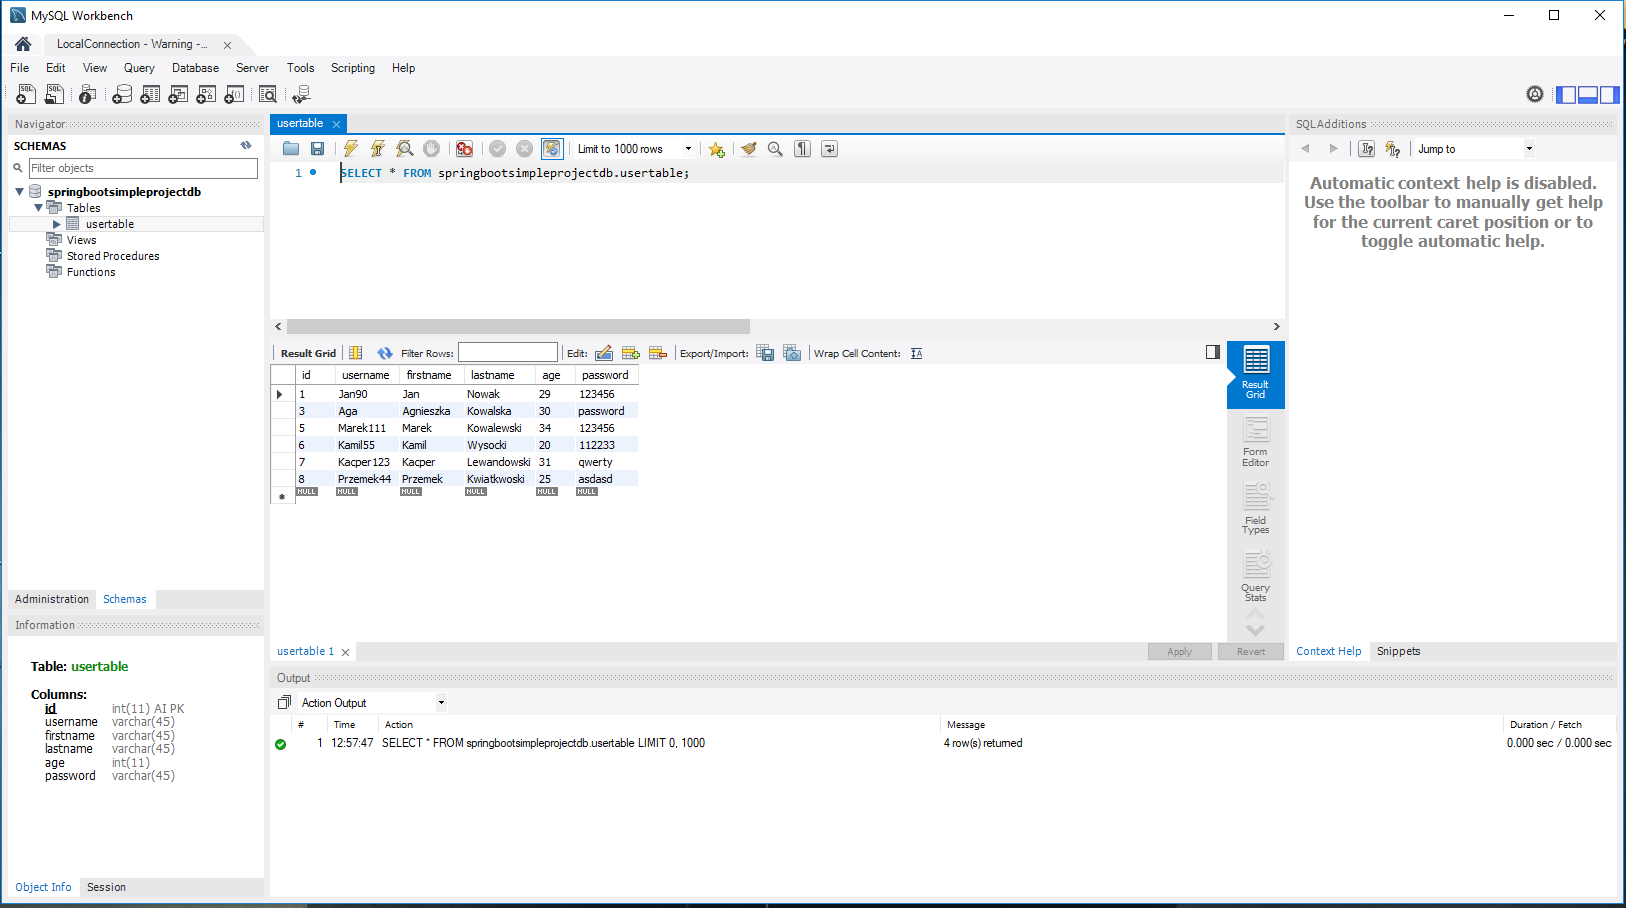 MySQL Workbench
LocalConnection - Warning -...
File Edit View Query Database Server Tools Scripting Help
Navigator
SCHEMAS
Filter objects
springbootsimpleprojectdb
Tables
usertable
Views
Stored Procedures
Functions
Administration Schemas
Information
Table: usertable
Columns:
id int(11) AI PK
username varchar(45)
firstname varchar(45)
lastname varchar(45)
age int(11)
password varchar(45)
Object Info Session
usertable
Limit to 1000 rows
1 SELECT * FROM springbootsimpleprojectdb.usertable;
Result Grid Filter Rows: Edit: Export/Import: Wrap Cell Content:
id username firstname lastname age password
1 Jan90 Jan Nowak 29 123456
3 Aga Agnieszka Kowalska 30 password
5 Marek111 Marek Kowalewski 34 123456
6 Kamil55 Kamil Wysocki 20 112233
7 Kacper123 Kacper Lewandowski 31 qwerty
8 Przemek44 Przemek Kwiatkwoski 25 asdasd
NULL NULL NULL NULL NULL NULL
Result
Grid
Form
Editor
Field
Types
Query
Stats
usertable 1
Apply Revert
Output
Action Output
# Time Action Message Duration / Fetch
1 12:57:47 SELECT * FROM springbootsimpleprojectdb.usertable LIMIT 0, 1000 4 row(s) returned 0.000 sec / 0.000 sec
SQLAdditions
Jump to
Automatic context help is disabled.
Use the toolbar to manually get help
for the current caret position or to
toggle automatic help.
Context Help Snippets